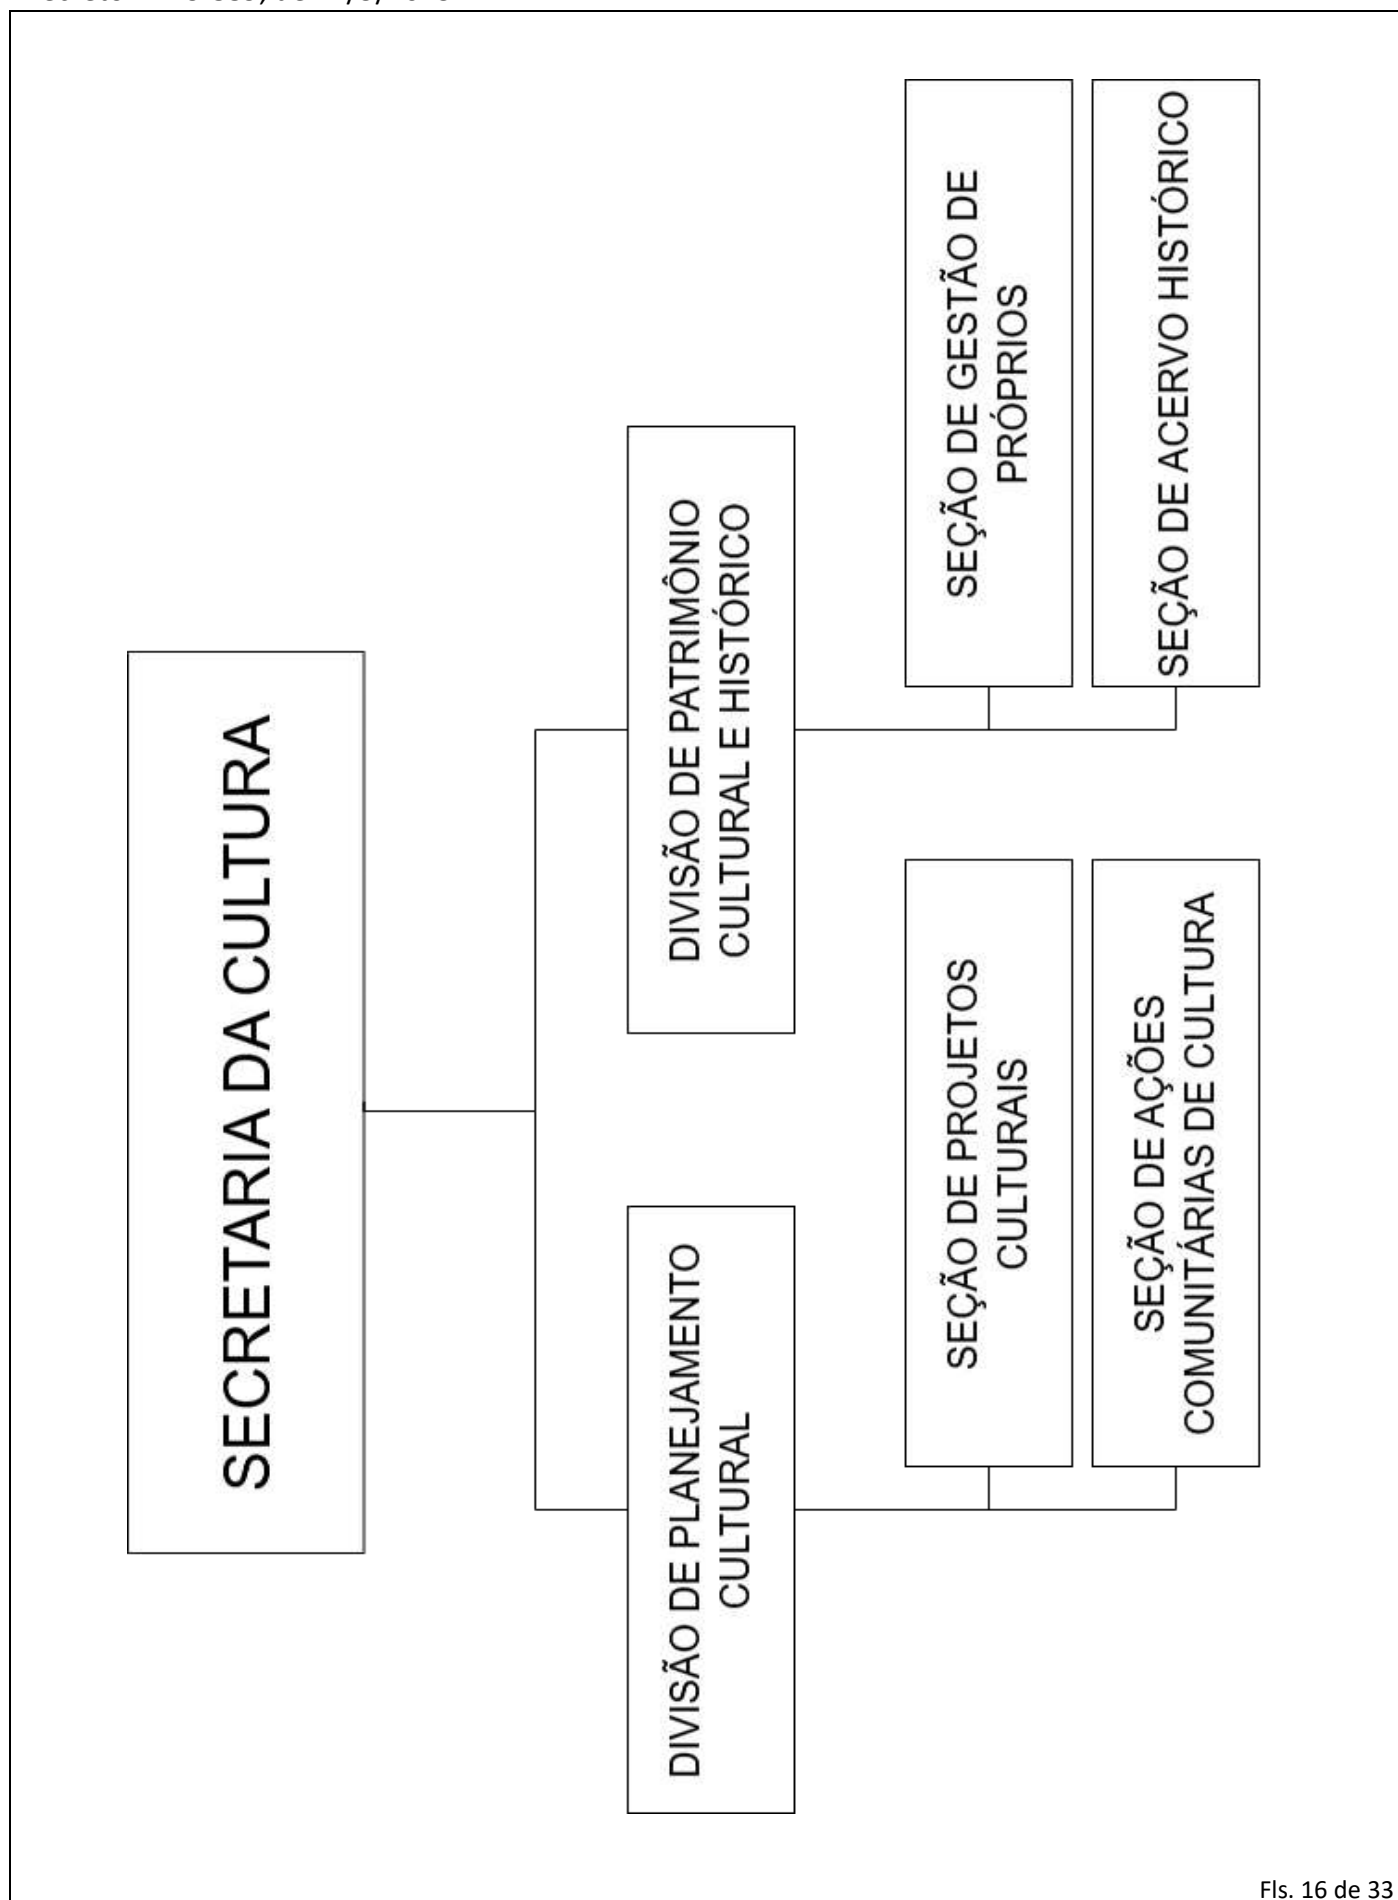 SECRETARIA DA CULTURA
DIVISÃO DE PLANEJAMENTO
CULTURAL
DIVISÃO DE PATRIMÔNIO
CULTURAL E HISTÓRICO
SEÇÃO DE PROJETOS
CULTURAIS
SEÇÃO DE AÇÕES
COMUNITÁRIAS DE CULTURA
SEÇÃO DE GESTÃO DE
PRÓPRIOS
SEÇÃO DE ACERVO HISTÓRICO
Fls. 16 de 33